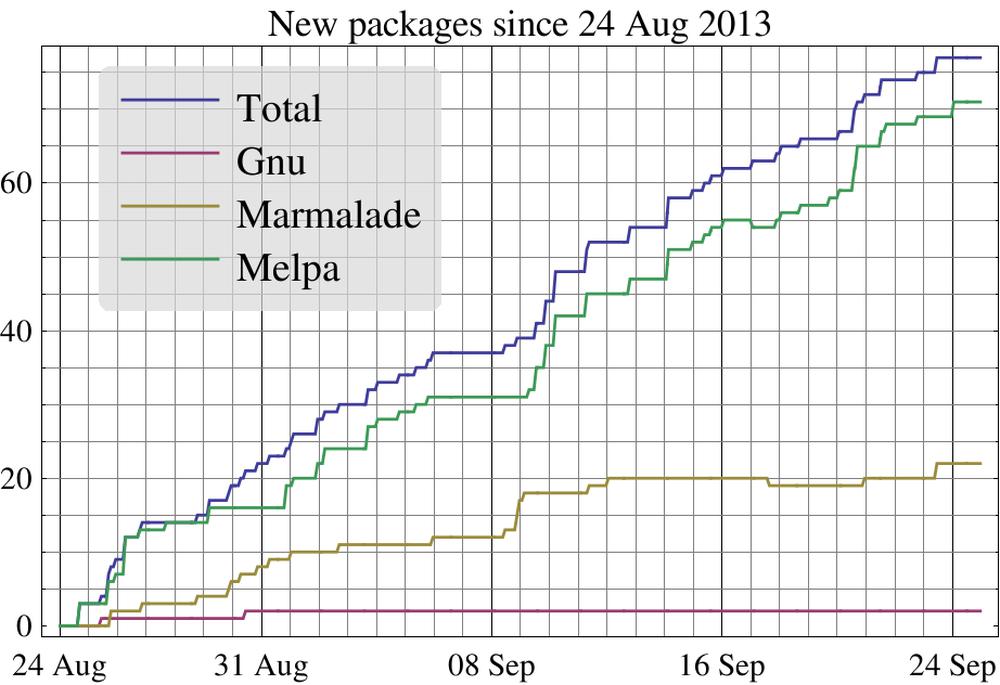 New packages since 24 Aug 2013
Total
Gnu
Marmalade
Melpa
60
40
20
0
24 Aug 31 Aug 08 Sep 16 Sep 24 Sep